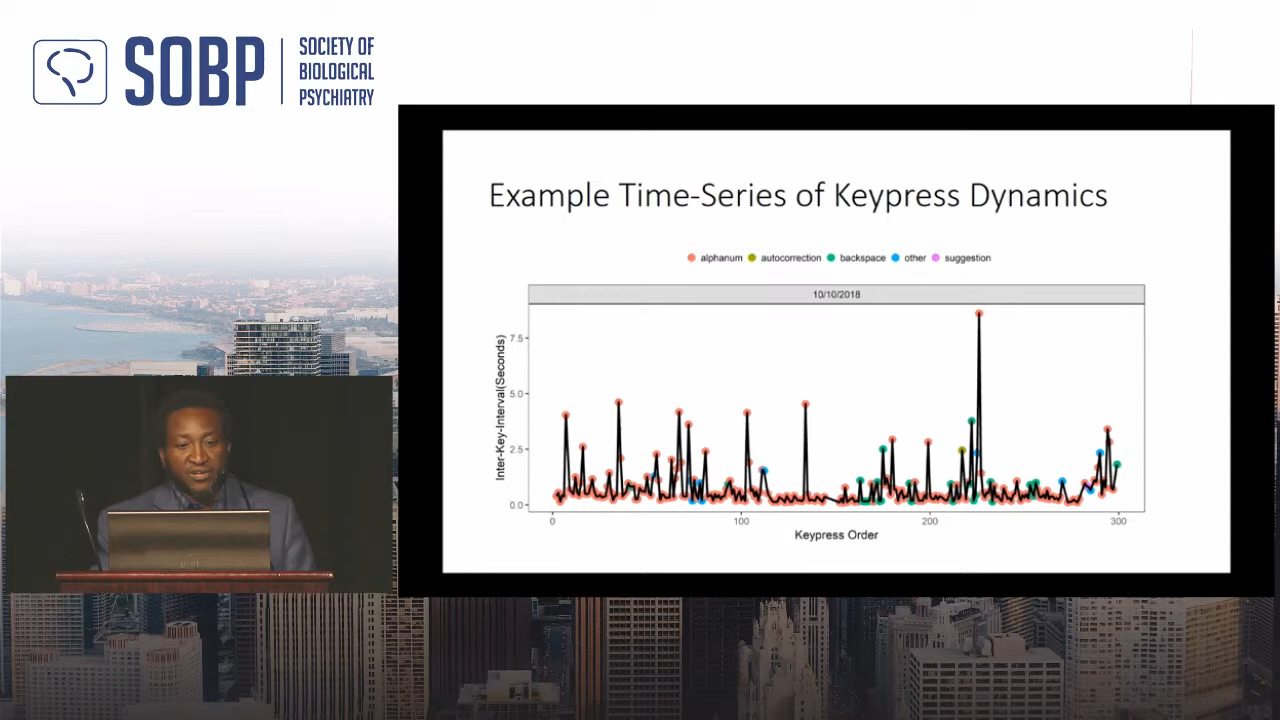 SOBP
SOCIETY OF
BIOLOGICAL
PSYCHIATRY
Example Time-Series of Keypress Dynamics
alphanum autocorrection backspace other suggestion
10/10/2018
Inter-Key-Interval(Seconds)
7.5
5.0
2.5
0.0
0 100 200 300
Keypress Order